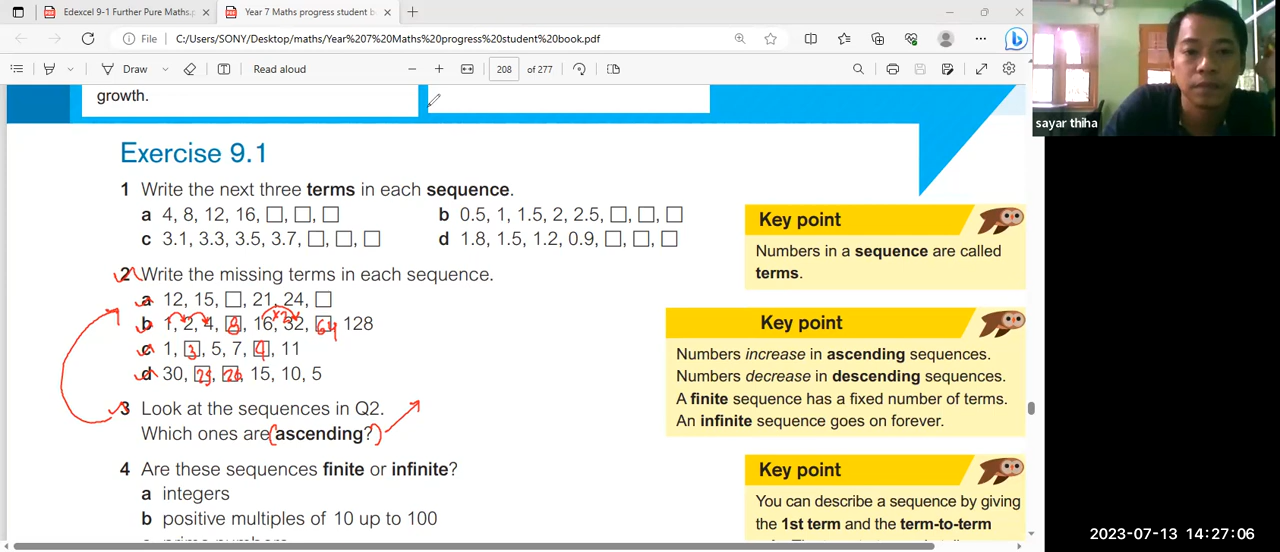 Edexcel 9-1 Further Pure Maths.p
Year 7 Maths progress student b
File
C:/Users/SONY/Desktop/maths/Year%207%20Maths%20progress%20student%20book.pdf
Draw
Read aloud
208 of 277
sayar thiha
growth.
Exercise 9.1
1 Write the next three terms in each sequence.
a 4, 8, 12, 16, □, □, □
b 0.5, 1, 1.5, 2, 2.5, □, □, □
c 3.1, 3.3, 3.5, 3.7, □, □, □
d 1.8, 1.5, 1.2, 0.9, □, □, □
Key point
Numbers in a sequence are called
terms.
2 Write the missing terms in each sequence.
a 12, 15, □, 21, 24, □
b 1, 2, 4, 8, 16, ×2 32, 64, 128
c 1, 3, 5, 7, 9, 11
d 30, 25, 20, 15, 10, 5
3 Look at the sequences in Q2.
Which ones are (ascending?)
Key point
Numbers increase in ascending sequences.
Numbers decrease in descending sequences.
A finite sequence has a fixed number of terms.
An infinite sequence goes on forever.
4 Are these sequences finite or infinite?
a integers
b positive multiples of 10 up to 100
Key point
You can describe a sequence by giving
the 1st term and the term-to-term
2023-07-13 14:27:06